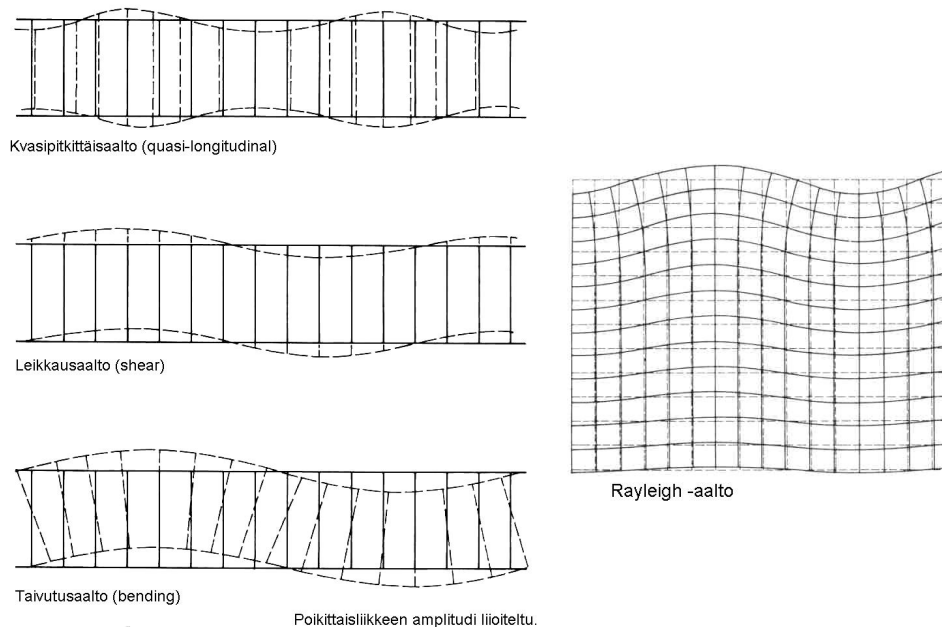 Kvasipitkittäisaalto (quasi-longitudinal)
Leikkausaalto (shear)
Rayleigh -aalto
Taivutusaalto (bending)
Poikittaisliikkeen amplitudi liioiteltu.